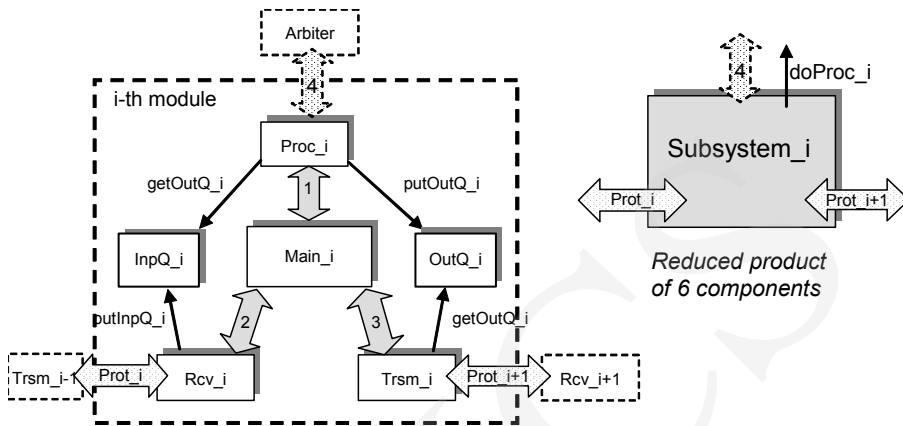 Arbiter
4
i-th module
Proc_i
getOutQ_i
putOutQ_i
1
InpQ_i
Main_i
OutQ_i
putInpQ_i
2
3
getOutQ_i
Trsm_i-1
Prot_i
Rcv_i
Trsm_i
Prot_i+1
Rcv_i+1
4
doProc_i
Subsystem_i
Prot_i
Prot_i+1
Reduced product
of 6 components